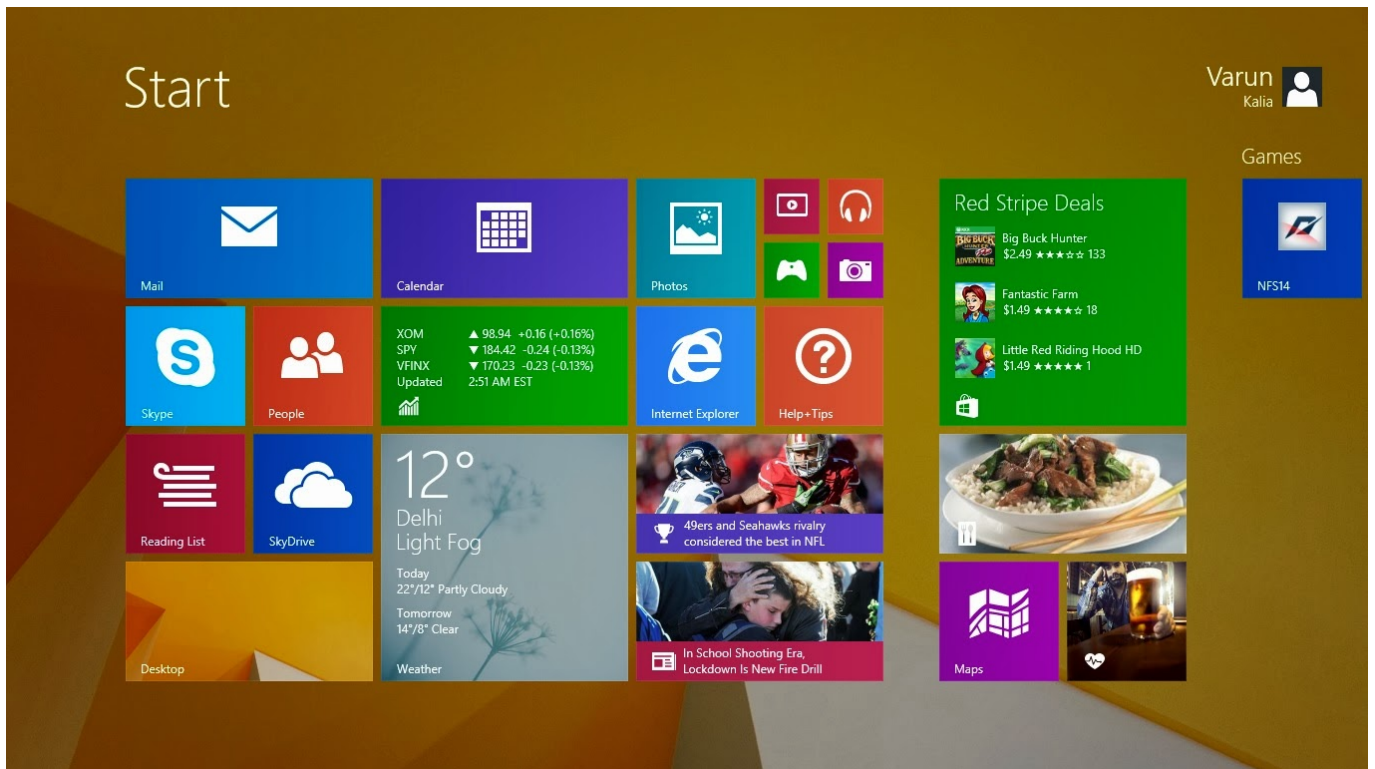 Start
Varun
Kalia
Games
Mail
Calendar
Photos
Red Stripe Deals
Big Buck Hunter
$2.49 ★★★☆☆ 133
Fantastic Farm
$1.49 ★★★★☆ 18
Little Red Riding Hood HD
$1.49 ★★★★★ 1
NFS14
Skype
People
XOM ▲ 98.94 +0.16 (+0.16%)
SPY ▼ 184.42 -0.24 (-0.13%)
VFINX ▼ 170.23 -0.23 (-0.13%)
Updated 2:51 AM EST
Internet Explorer
Help+Tips
Reading List
SkyDrive
12°
Delhi
Light Fog
Today
22°/12° Partly Cloudy
Tomorrow
14°/8° Clear
Weather
49ers and Seahawks rivalry
considered the best in NFL
Desktop
In School Shooting Era,
Lockdown Is New Fire Drill
Maps
BIG BUCK
HUNTER
ADVENTURE